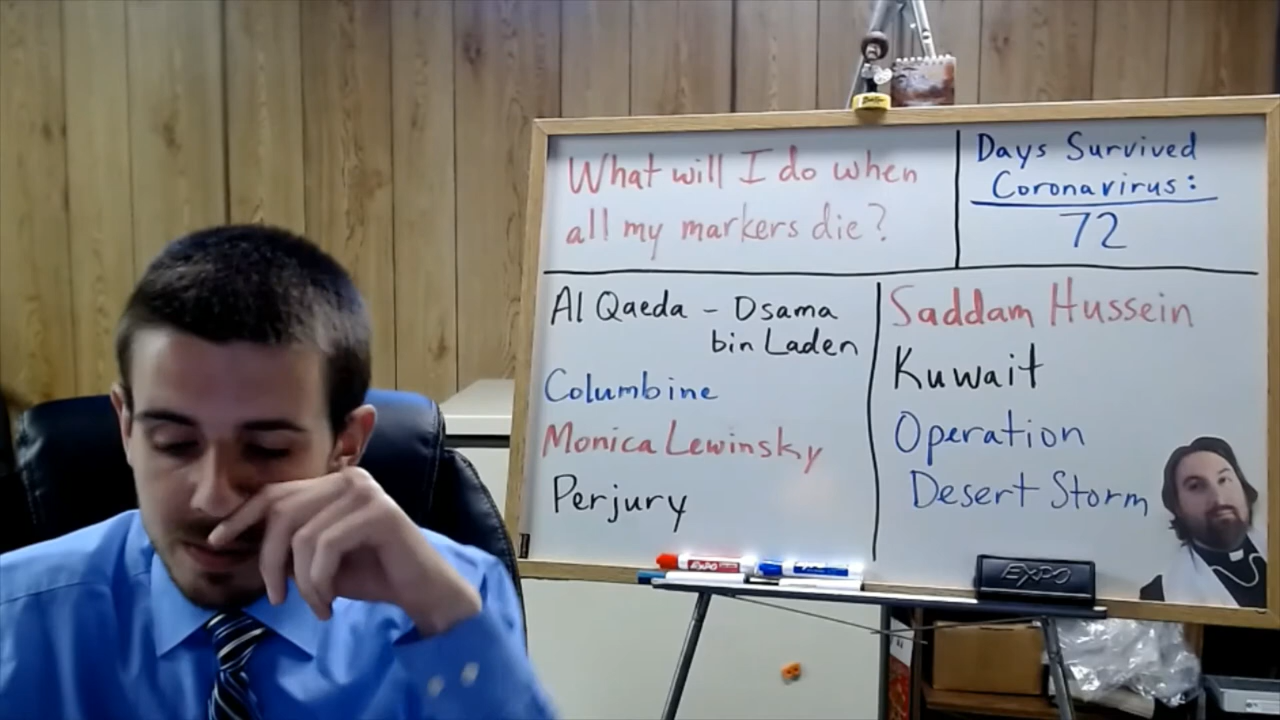 What will I do when
all my markers die?
Days Survived
Coronavirus:
72
Al Qaeda - Osama
bin Laden
Columbine
Monica Lewinsky
Perjury
Saddam Hussein
Kuwait
Operation
Desert Storm
EXPO
EXPO